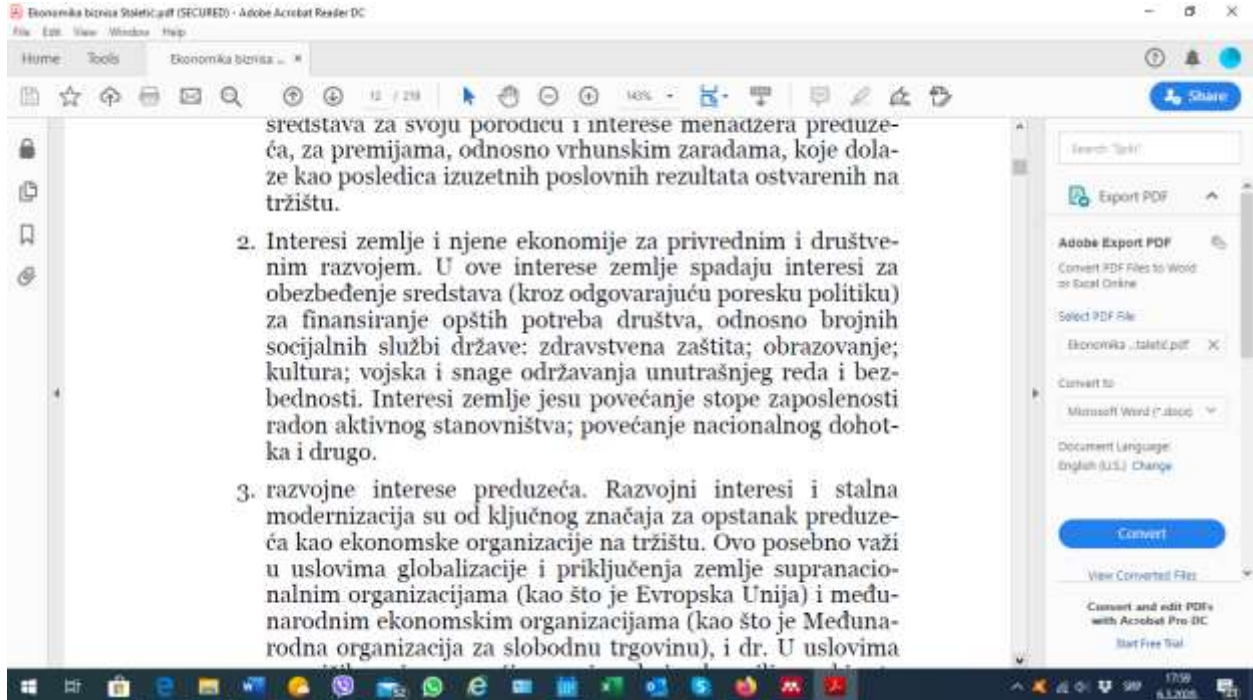 Ekonomika biznisa Staletic.pdf (SECURED) - Adobe Acrobat Reader DC
File Edit View Window Help
Home Tools Ekonomika biznisa ...
12 / 219
Share
sredstava za svoju porodicu i interese menadžera preduze-
ća, za premijama, odnosno vrhunskim zaradama, koje dola-
ze kao posledica izuzetnih poslovnih rezultata ostvarenih na
tržištu.
2. Interesi zemlje i njene ekonomije za privrednim i društve-
nim razvojem. U ove interese zemlje spadaju interesi za
obezbeđenje sredstava (kroz odgovarajuću poresku politiku)
za finansiranje opštih potreba društva, odnosno brojnih
socijalnih službi države: zdravstvena zaštita; obrazovanje;
kultura; vojska i snage održavanja unutrašnjeg reda i bez-
bednosti. Interesi zemlje jesu povećanje stope zaposlenosti
radon aktivnog stanovništva; povećanje nacionalnog dohot-
ka i drugo.
3. razvojne interese preduzeća. Razvojni interesi i stalna
modernizacija su od ključnog značaja za opstanak preduze-
ća kao ekonomske organizacije na tržištu. Ovo posebno važi
u uslovima globalizacije i priključenja zemlje supranacio-
nalnim organizacijama (kao što je Evropska Unija) i među-
narodnim ekonomskim organizacijama (kao što je Međuna-
rodna organizacija za slobodnu trgovinu), i dr. U uslovima
Search 'Split'
Export PDF
Adobe Export PDF
Convert PDF Files to Word
or Excel Online
Select PDF File
Ekonomika ...taletic.pdf
Convert to
Microsoft Word (*.docx)
Document Language:
English (U.S.) Change
Convert
View Converted Files
Convert and edit PDFs
with Acrobat Pro DC
Start Free Trial
17:59